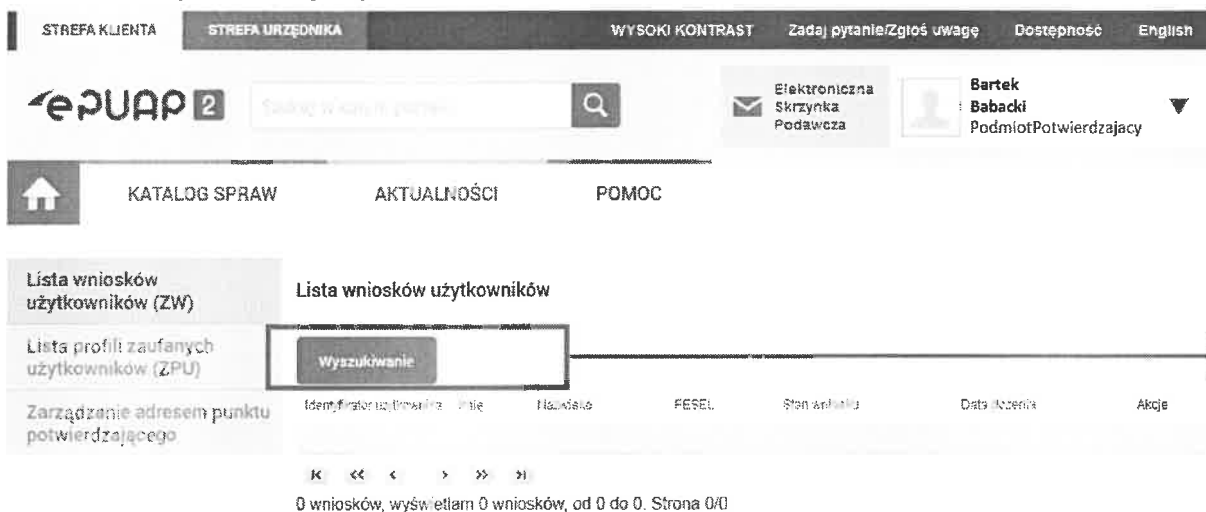 STREFA KLIENTA STREFA URZĘDNIKA WYSOKI KONTRAST Zadaj pytanie/Zgłoś uwagę Dostępność English
ePUAP 2
Elektroniczna
Skrzynka
Podawcza
Bartek
Babacki
PodmiotPotwierdzajacy
KATALOG SPRAW AKTUALNOŚCI POMOC
Lista wniosków
użytkowników (ZW)
Lista profili zaufanych
użytkowników (ZPU)
Zarządzanie adresem punktu
potwierdzającego
Lista wniosków użytkowników
Wyszukiwanie
Identyfikator użytkownika Imię Nazwisko PESEL Stan wniosku Data złożenia Akcje
0 wniosków, wyświetlam 0 wniosków, od 0 do 0. Strona 0/0